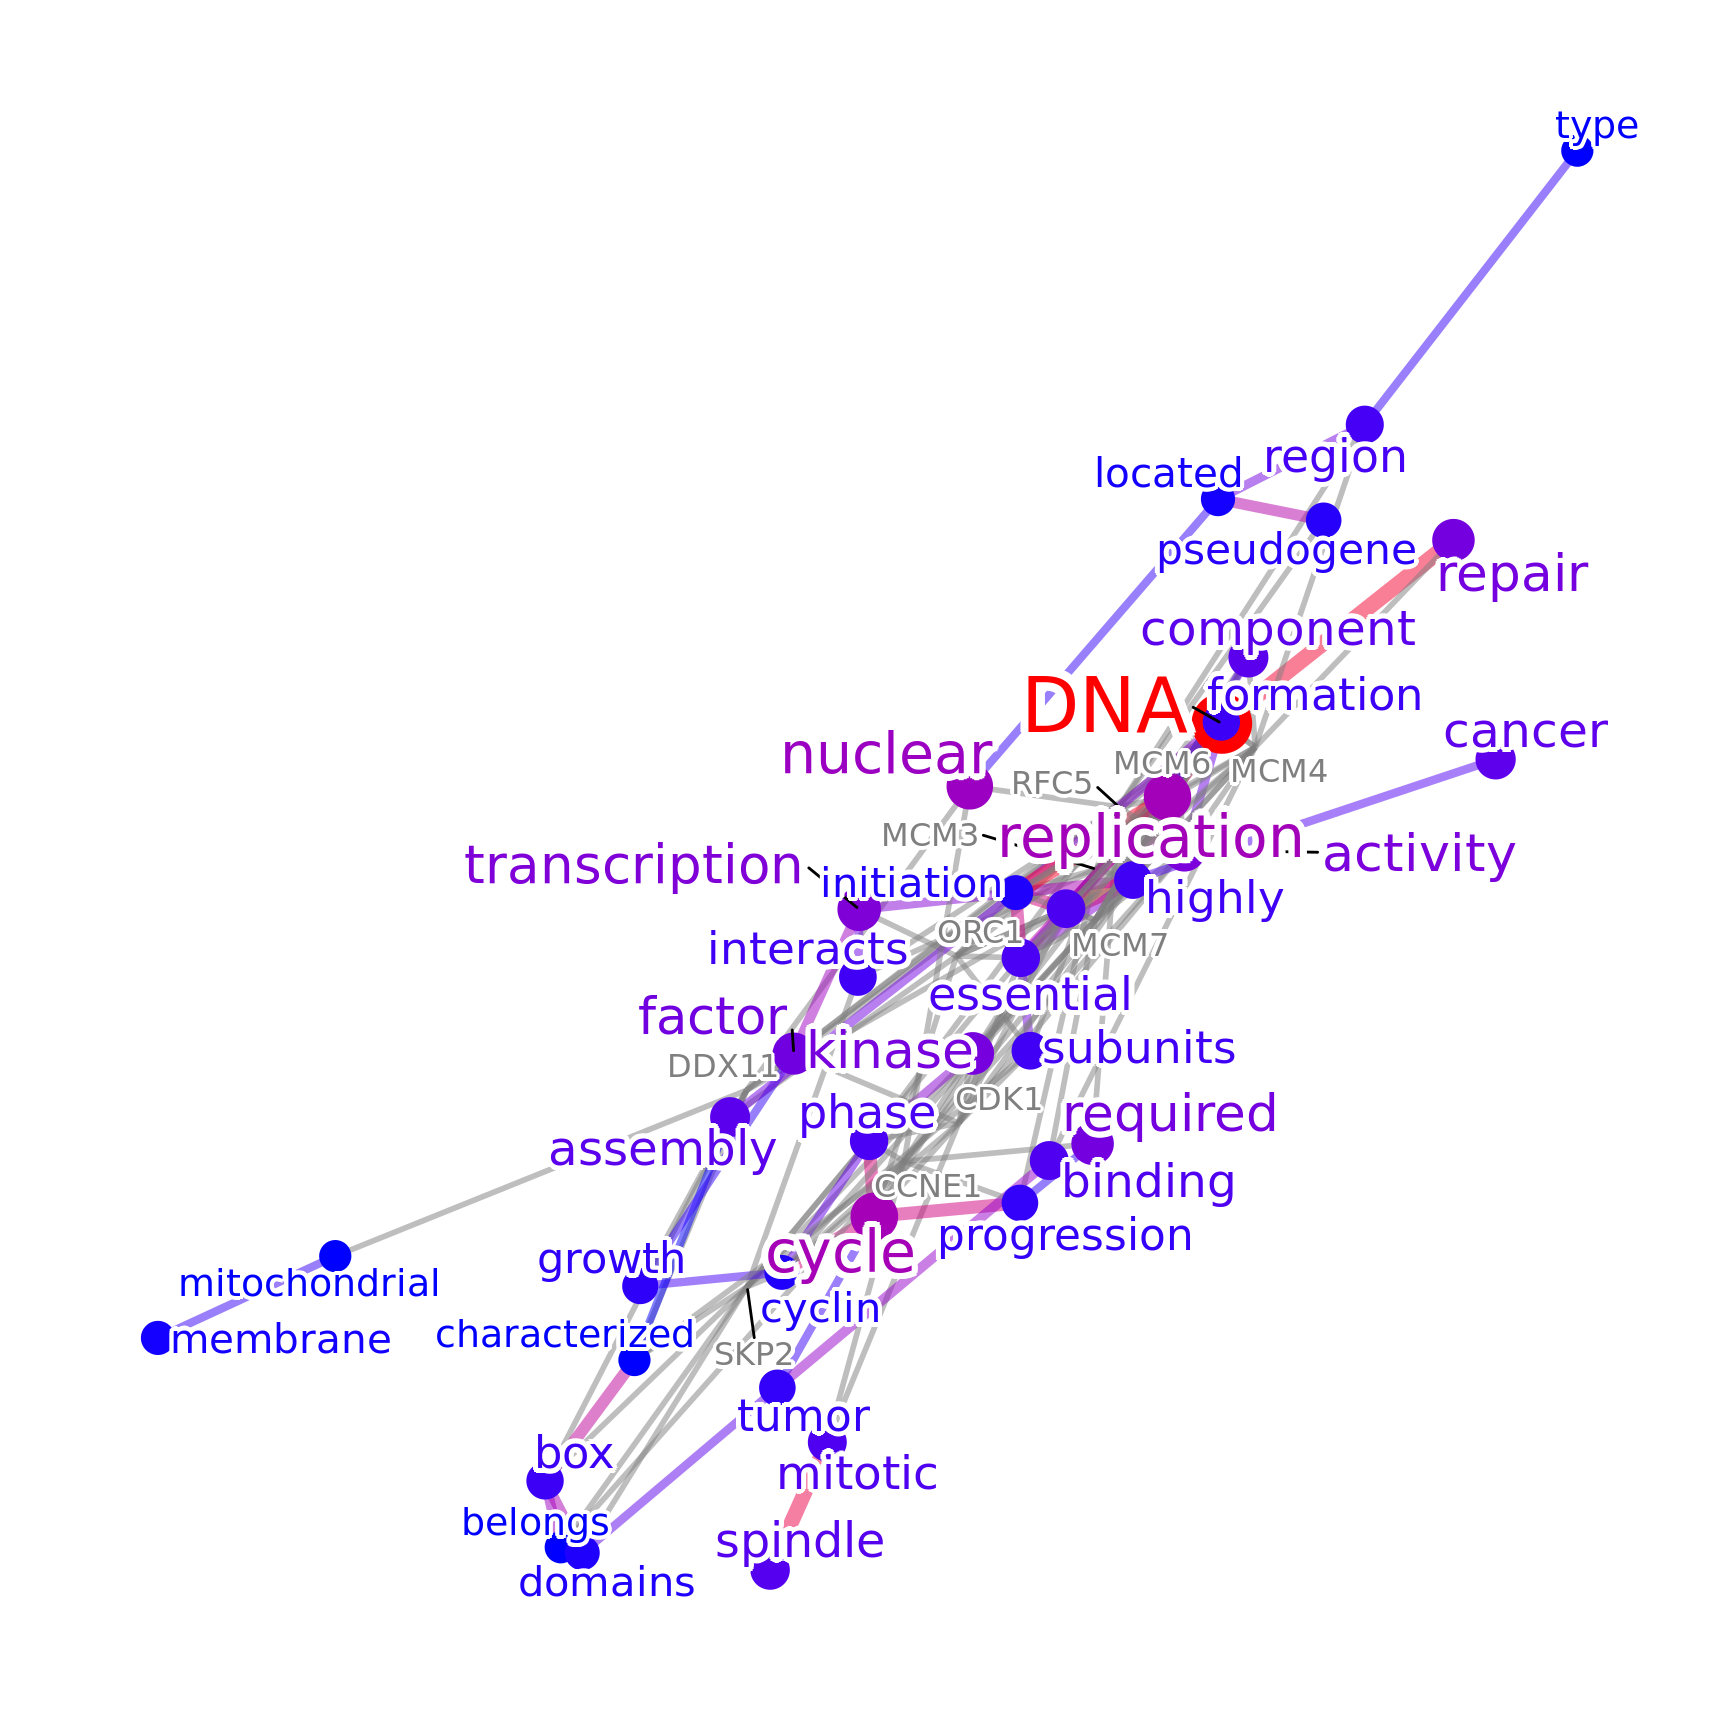 type
region
located
pseudogene
repair
component
DNA
formation
cancer
nuclear
MCM6
MCM4
RFC5
MCM3
replication
transcription
activity
initiation
highly
ORC1
MCM7
interacts
essential
factor
kinase
subunits
DDX11
CDK1
phase
required
assembly
binding
CCNE1
progression
cycle
growth
mitochondrial
cyclin
characterized
membrane
SKP2
tumor
box
mitotic
belongs
spindle
domains